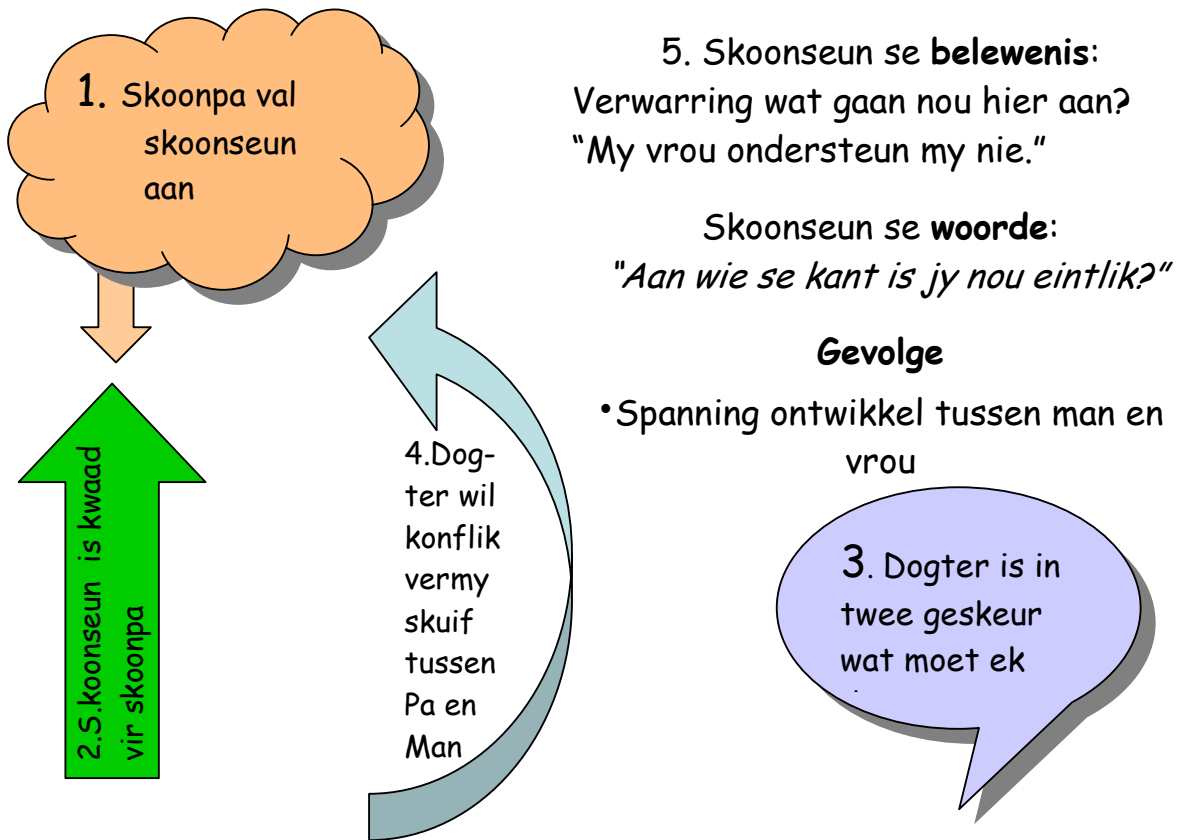 1. Skoonpa val
skoonseun
aan
2.S.koonseun is kwaad
vir skoonpa
3. Dogter is in
twee geskeur
wat moet ek
4.Dog-
ter wil
konflik
vermy
skuif
tussen
Pa en
Man
5. Skoonseun se belewenis:
Verwarring wat gaan nou hier aan?
“My vrou ondersteun my nie.”
Skoonseun se woorde:
“Aan wie se kant is jy nou eintlik?”
Gevolge
•Spanning ontwikkel tussen man en
vrou